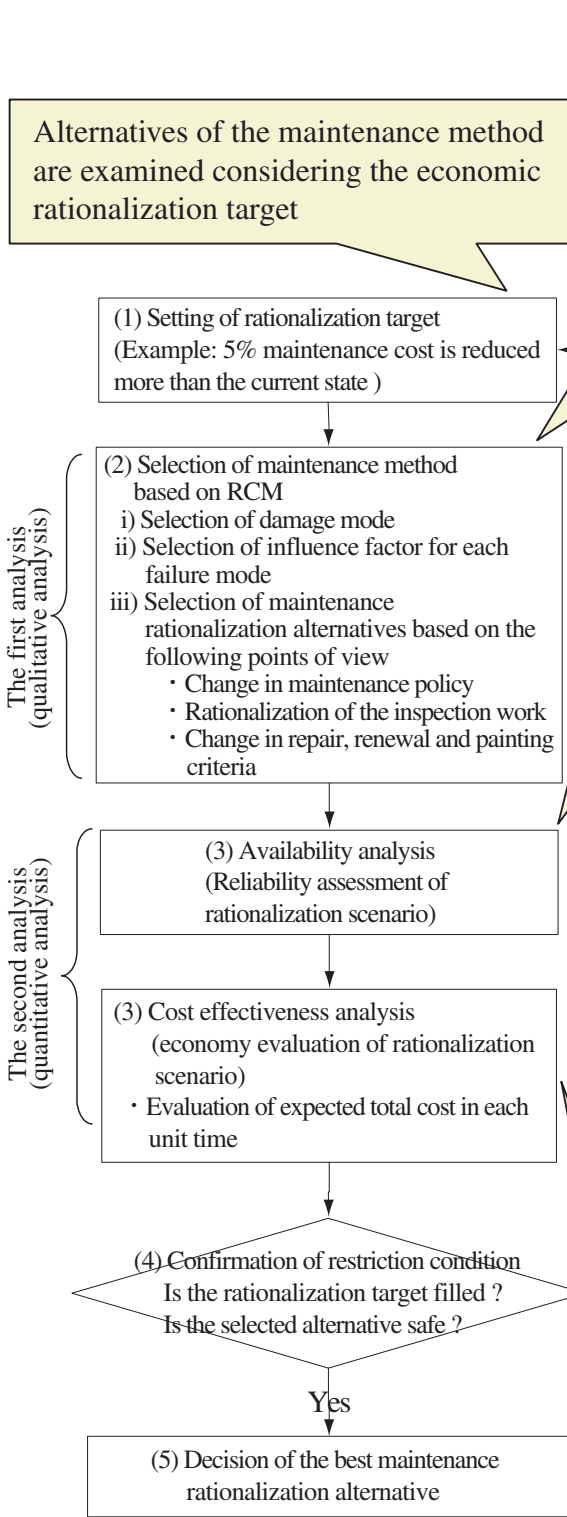 Alternatives of the maintenance method
are examined considering the economic
rationalization target
(1) Setting of rationalization target
(Example: 5% maintenance cost is reduced
more than the current state )
The first analysis
(qualitative analysis)
(2) Selection of maintenance method
based on RCM
i) Selection of damage mode
ii) Selection of influence factor for each
failure mode
iii) Selection of maintenance
rationalization alternatives based on the
following points of view
・Change in maintenance policy
・Rationalization of the inspection work
・Change in repair, renewal and painting
criteria
The second analysis
(quantitative analysis)
(3) Availability analysis
(Reliability assessment of
rationalization scenario)
(3) Cost effectiveness analysis
(economy evaluation of rationalization
scenario)
・Evaluation of expected total cost in each
unit time
(4) Confirmation of restriction condition
Is the rationalization target filled ?
Is the selected alternative safe ?
Yes
(5) Decision of the best maintenance
rationalization alternative